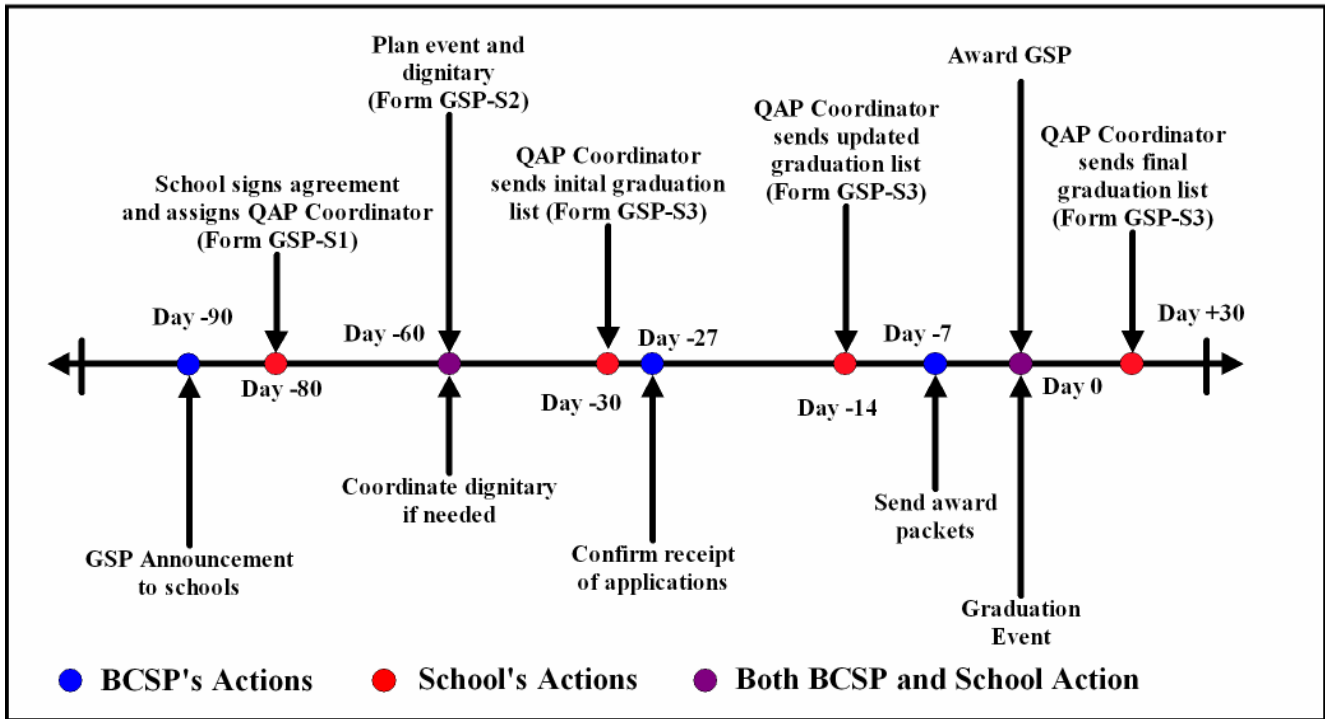 Plan event and
dignitary
(Form GSP-S2)
Award GSP
QAP Coordinator
sends updated
graduation list
(Form GSP-S3)
QAP Coordinator
sends final
graduation list
(Form GSP-S3)
QAP Coordinator
sends inital graduation
list (Form GSP-S3)
School signs agreement
and assigns QAP Coordinator
(Form GSP-S1)
Day -90
Day -60
Day -27
Day -7
Day +30
Day -80
Day -30
Day -14
Day 0
Coordinate dignitary
if needed
Send award
packets
GSP Announcement
to schools
Confirm receipt
of applications
Graduation
Event
BCSP's Actions
School's Actions
Both BCSP and School Action